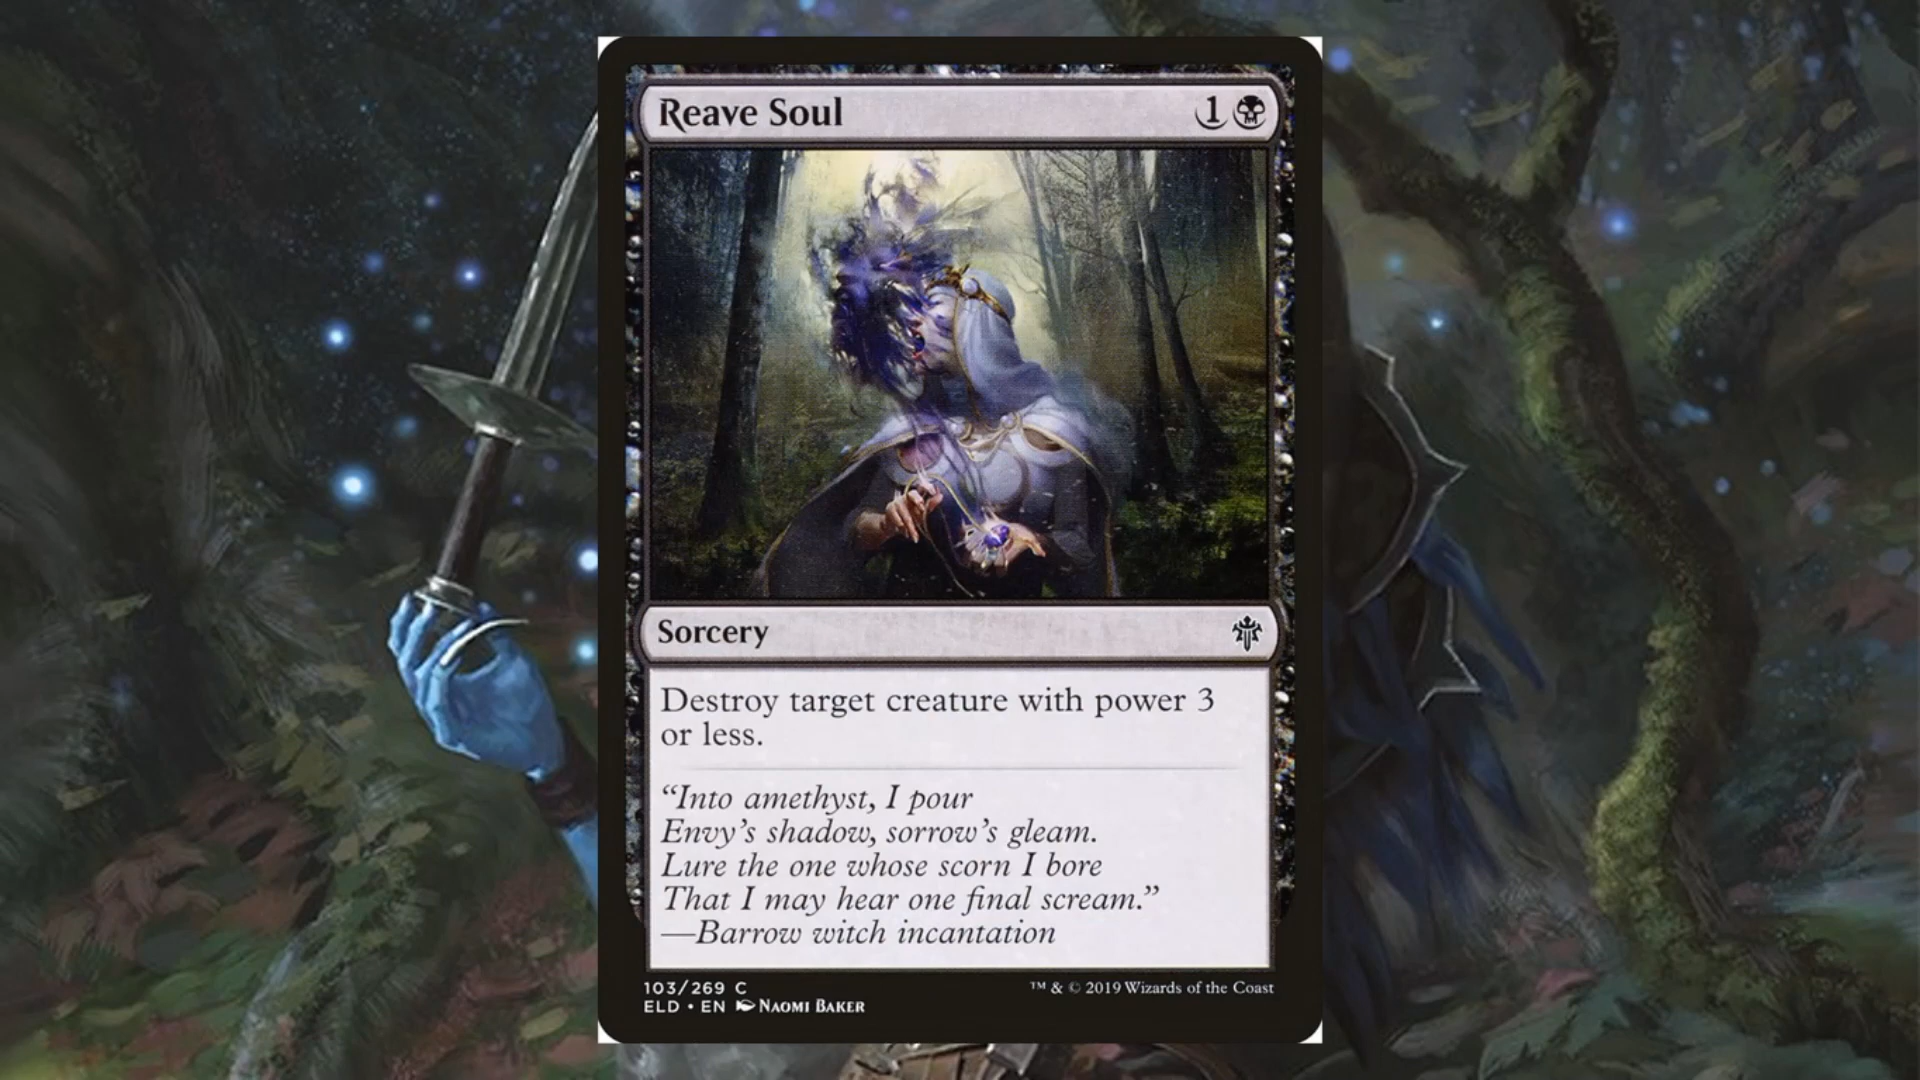 Reave Soul 1
Sorcery
Destroy target creature with power 3
or less.
“Into amethyst, I pour
Envy’s shadow, sorrow’s gleam.
Lure the one whose scorn I bore
That I may hear one final scream.”
—Barrow witch incantation
103/269 C
™ & © 2019 Wizards of the Coast
ELD • EN Naomi Baker